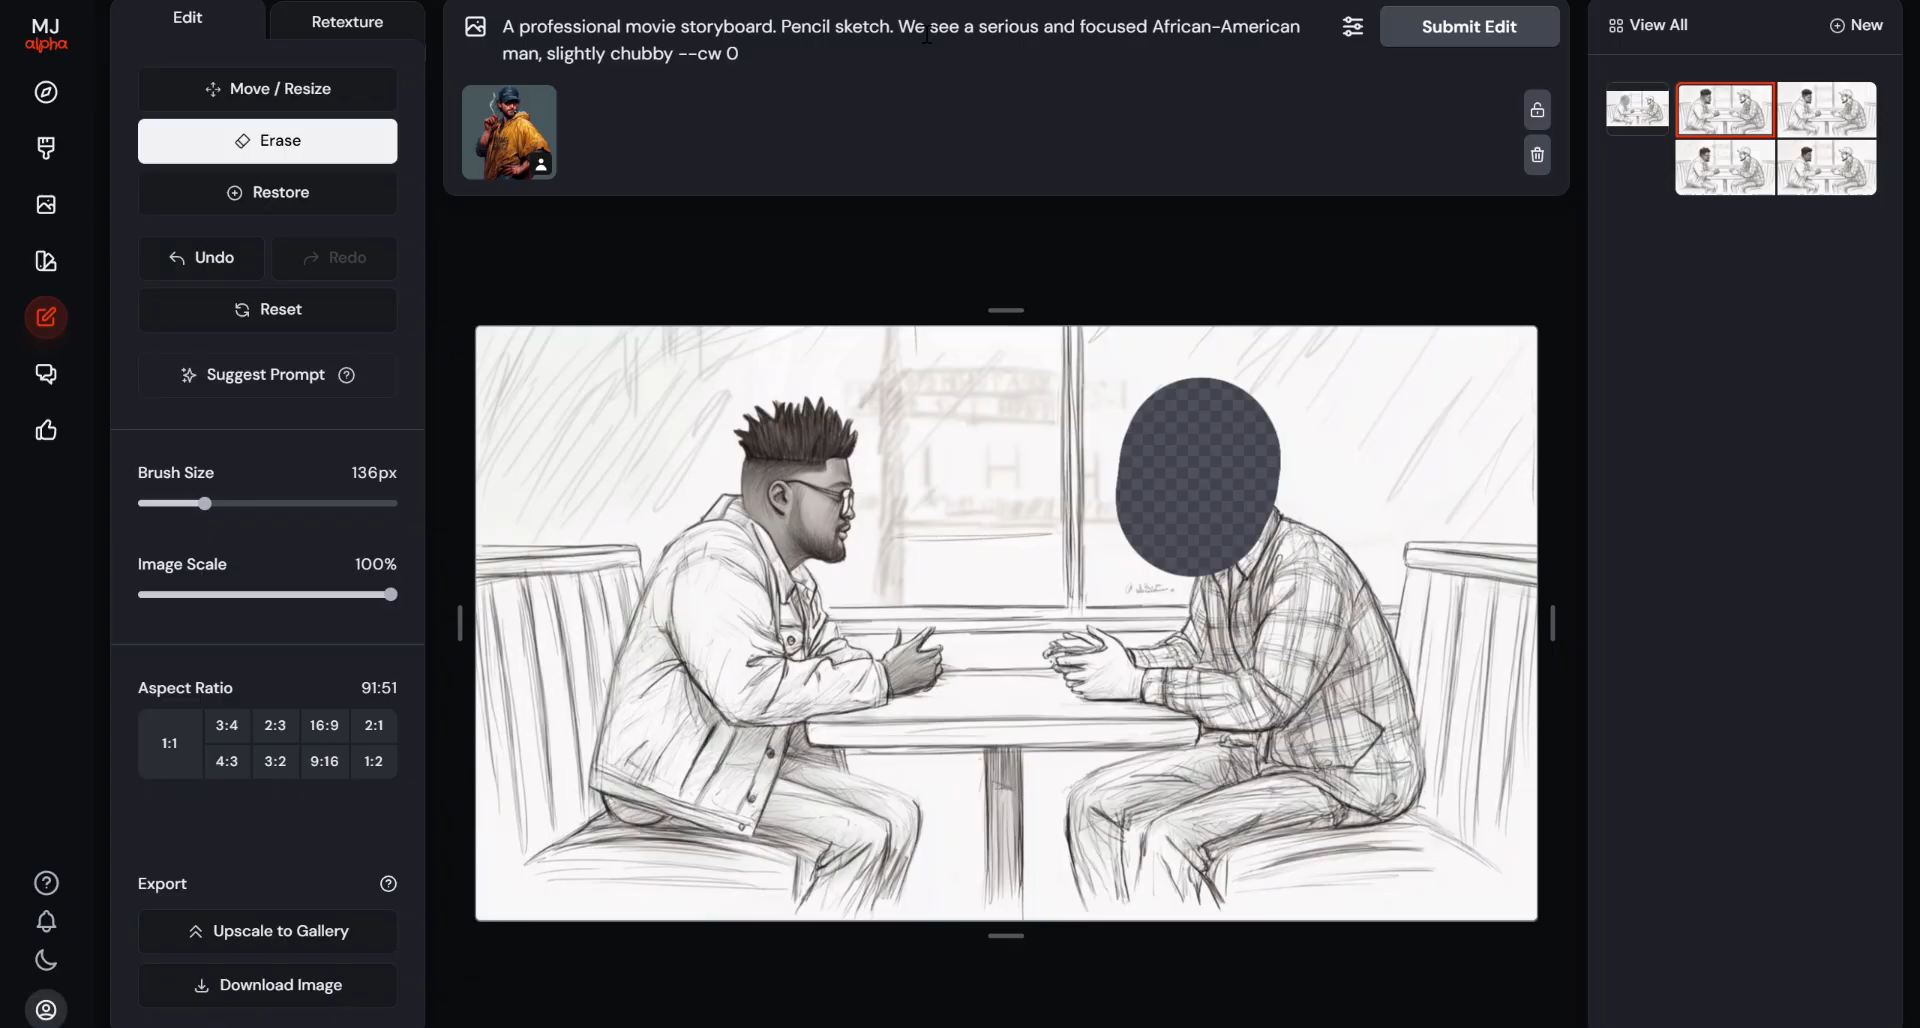 MJ
alpha
Edit
Retexture
Move / Resize
Erase
Restore
Undo
Redo
Reset
Suggest Prompt
Brush Size
136px
Image Scale
100%
Aspect Ratio
91:51
1:1
3:4
2:3
16:9
2:1
4:3
3:2
9:16
1:2
Export
Upscale to Gallery
Download Image
A professional movie storyboard. Pencil sketch. We see a serious and focused African-American
man, slightly chubby --cw 0
Submit Edit
View All
New